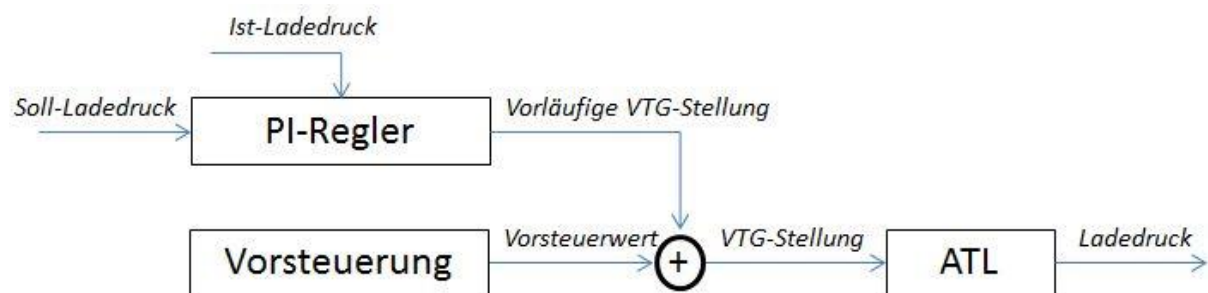 Ist-Ladedruck
Soll-Ladedruck
PI-Regler
Vorläufige VTG-Stellung
Vorsteuerung
Vorsteuerwert
+
VTG-Stellung
ATL
Ladedruck